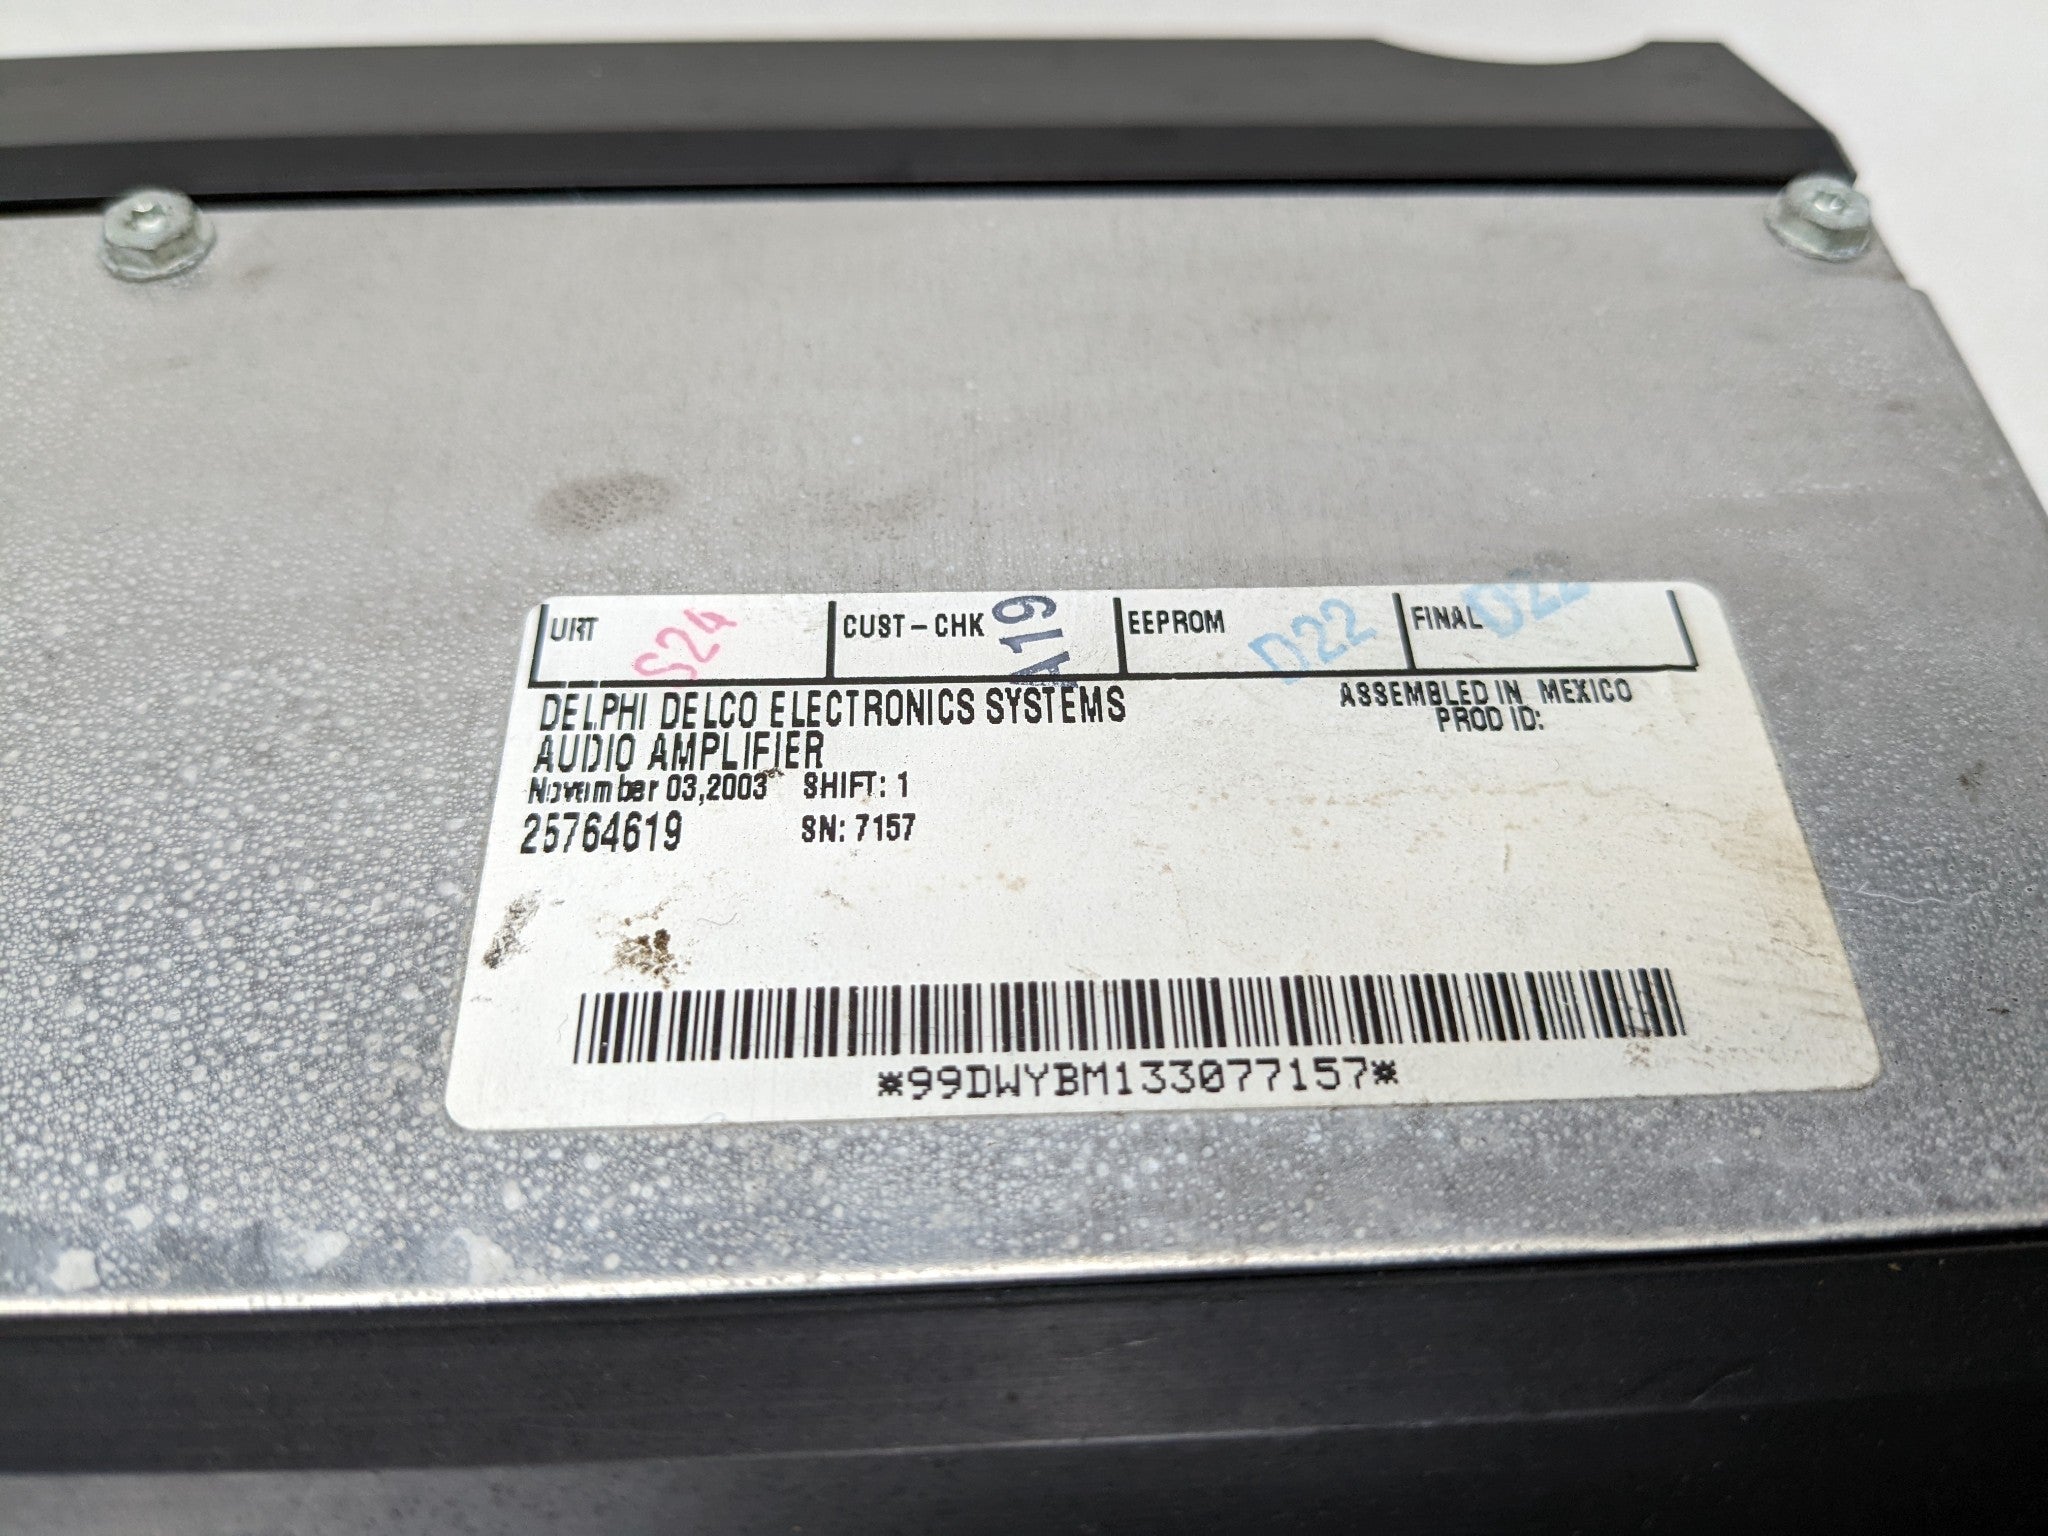 URT S24 CUST-CHK A19 EEPROM D22 FINAL D22
DELPHI DELCO ELECTRONICS SYSTEMS
ASSEMBLED IN MEXICO
PROD ID:
AUDIO AMPLIFIER
November 03,2003 SHIFT: 1
25764619 SN: 7157
*99DWYBM133077157*